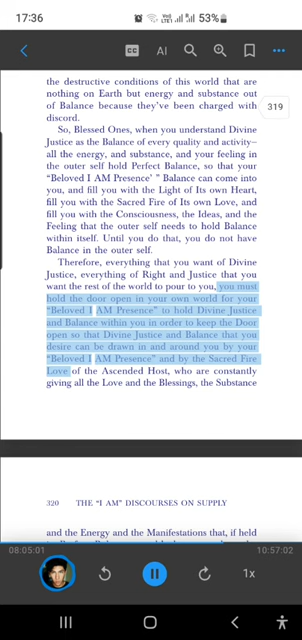 17:36
53%
CC
AI
319
the destructive conditions of this world that are
nothing on Earth but energy and substance out
of Balance because they've been charged with
discord.
So, Blessed Ones, when you understand Divine
Justice as the Balance of every quality and activity—
all the energy, and substance, and your feeling in
the outer self hold Perfect Balance, so that your
"Beloved I AM Presence' " Balance can come into
you, and fill you with the Light of Its own Heart,
fill you with the Sacred Fire of Its own Love, and
fill you with the Consciousness, the Ideas, and the
Feeling that the outer self needs to hold Balance
within itself. Until you do that, you do not have
Balance in the outer self.
Therefore, everything that you want of Divine
Justice, everything of Right and Justice that you
want the rest of the world to pour to you, you must
hold the door open in your own world for your
"Beloved I AM Presence" to hold Divine Justice
and Balance within you in order to keep the Door
open so that Divine Justice and Balance that you
desire can be drawn in and around you by your
"Beloved I AM Presence" and by the Sacred Fire
Love of the Ascended Host, who are constantly
giving all the Love and the Blessings, the Substance
320 THE "I AM" DISCOURSES ON SUPPLY
and the Energy and the Manifestations that, if held
08:05:01
10:57:02
1x